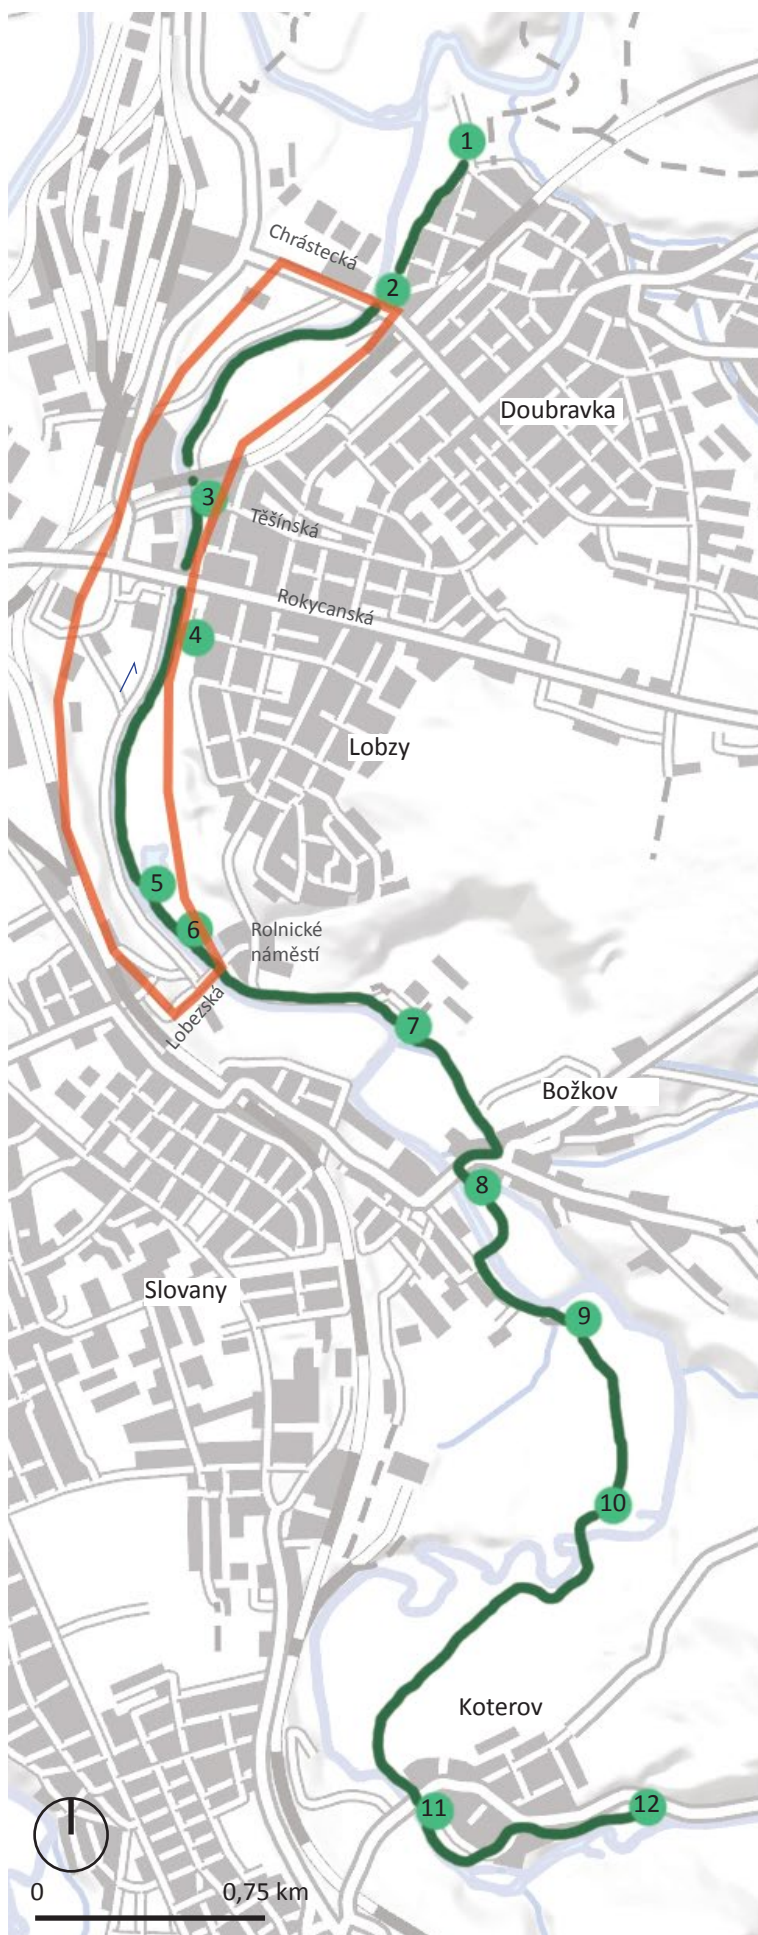 1
Chrástecká
2
Doubravka
3
Těšínská
Rokycanská
4
Lobzy
5
6
Rolnické
náměstí
Lobezská
7
Božkov
8
Slovany
9
10
Koterov
11
12
0
0,75 km